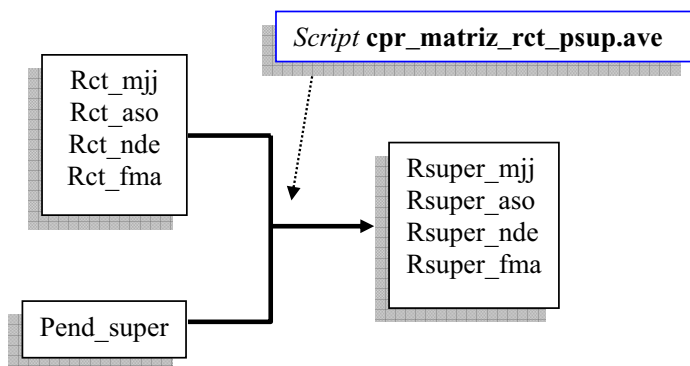 Script cpr_matriz_rct_psup.ave
Rct_mjj
Rct_aso
Rct_nde
Rct_fma
Rsuper_mjj
Rsuper_aso
Rsuper_nde
Rsuper_fma
Pend_super